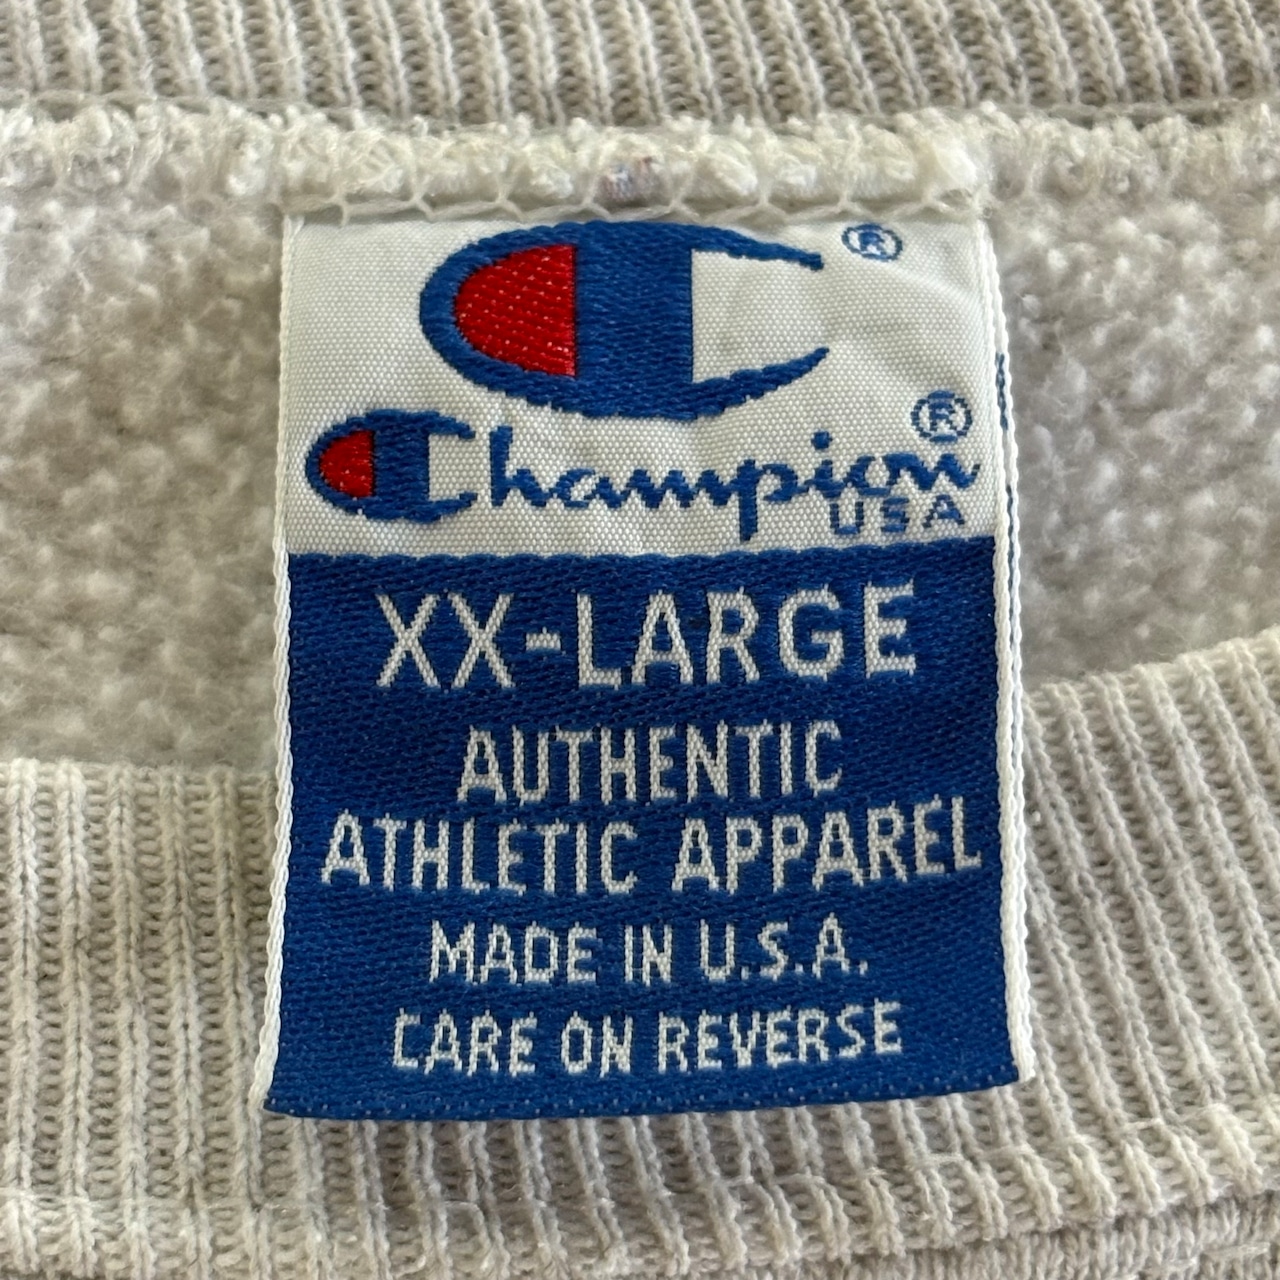 ®
Champion®
USA
XX-LARGE
AUTHENTIC
ATHLETIC APPAREL
MADE IN U.S.A.
CARE ON REVERSE